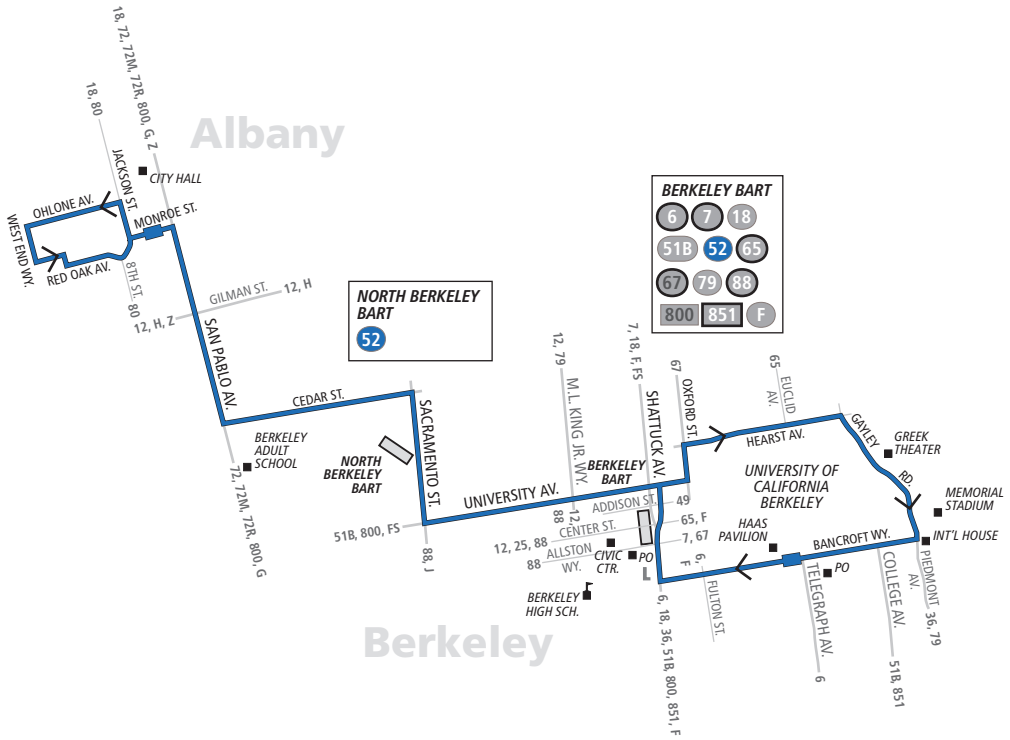 18, 72, 72M, 72R, 800, G, Z
18, 80
Albany
JACKSON ST.
CITY HALL
OHLONE AV.
MONROE ST.
WEST END WY.
RED OAK AV.
8TH ST.
80
GILMAN ST.
12, H
12, H, Z
SAN PABLO AV.
NORTH BERKELEY
BART
52
BERKELEY BART
6
7
18
51B
52
65
67
79
88
800
851
F
CEDAR ST.
BERKELEY
ADULT
SCHOOL
72, 72M, 72R, 800, G
NORTH
BERKELEY
BART
SACRAMENTO ST.
51B, 800, FS
88, J
UNIVERSITY AV.
12, 79
M.L. KING JR. WY.
12,
88
7, 18, F, FS
SHATTUCK AV.
67
OXFORD ST.
BERKELEY
BART
ADDISON ST.
49
CENTER ST.
65, F
12, 25, 88
ALLSTON
WY.
7, 67
88
CIVIC
CTR.
PO
L
6,
F
FULTON ST.
BERKELEY
HIGH SCH.
6, 18, 36, 51B, 800, 851, F
Berkeley
65
EUCLID
AV.
HEARST AV.
GAYLEY
RD.
GREEK
THEATER
UNIVERSITY OF
CALIFORNIA
BERKELEY
MEMORIAL
STADIUM
HAAS
PAVILION
BANCROFT WY.
INT'L HOUSE
PIEDMONT
AV.
36, 79
PO
TELEGRAPH AV.
6
COLLEGE AV.
51B, 851